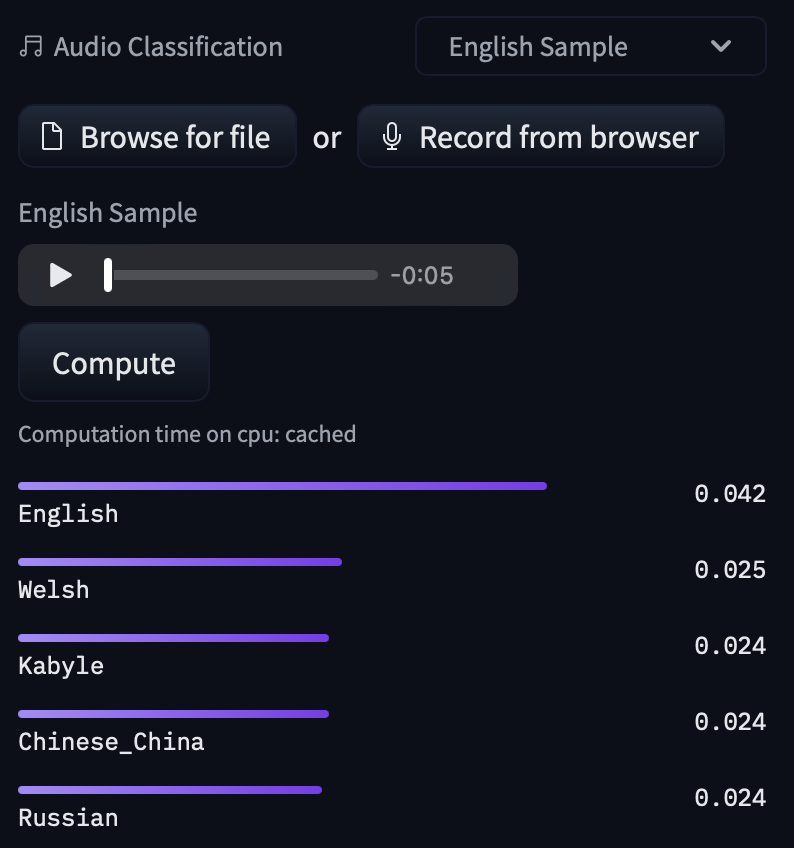 Audio Classification
English Sample
Browse for file or Record from browser
English Sample
-0:05
Compute
Computation time on cpu: cached
English 0.042
Welsh 0.025
Kabyle 0.024
Chinese_China 0.024
Russian 0.024